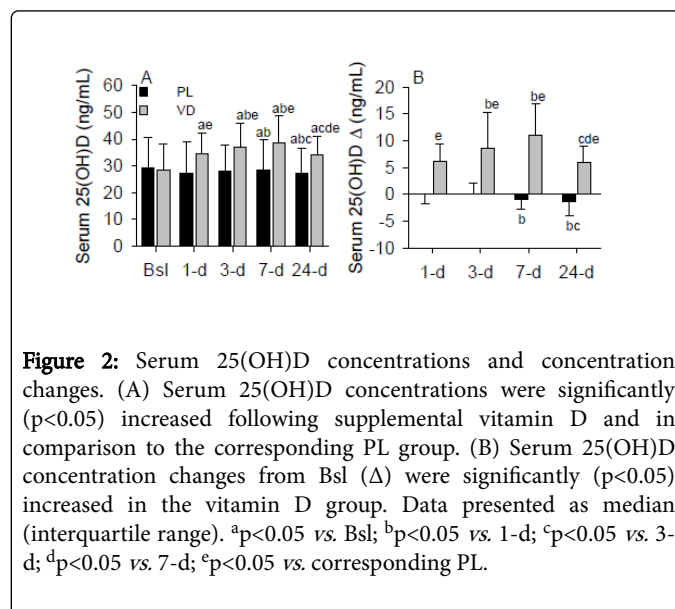 A
B
Serum 25(OH)D (ng/mL)
60
50
40
30
20
10
0
PL
VD
ae
abe
ab
abe
abc
acde
Bsl 1-d 3-d 7-d 24-d
Serum 25(OH)D Δ (ng/mL)
20
15
10
5
0
-5
-10
e
be
be
cde
b
bc
1-d 3-d 7-d 24-d
Figure 2: Serum 25(OH)D concentrations and concentration
changes. (A) Serum 25(OH)D concentrations were significantly
(p<0.05) increased following supplemental vitamin D and in
comparison to the corresponding PL group. (B) Serum 25(OH)D
concentration changes from Bsl (Δ) were significantly (p<0.05)
increased in the vitamin D group. Data presented as median
(interquartile range). ᵃp<0.05 vs. Bsl; ᵇp<0.05 vs. 1-d; ᶜp<0.05 vs. 3-
d; ᵈp<0.05 vs. 7-d; ᵉp<0.05 vs. corresponding PL.